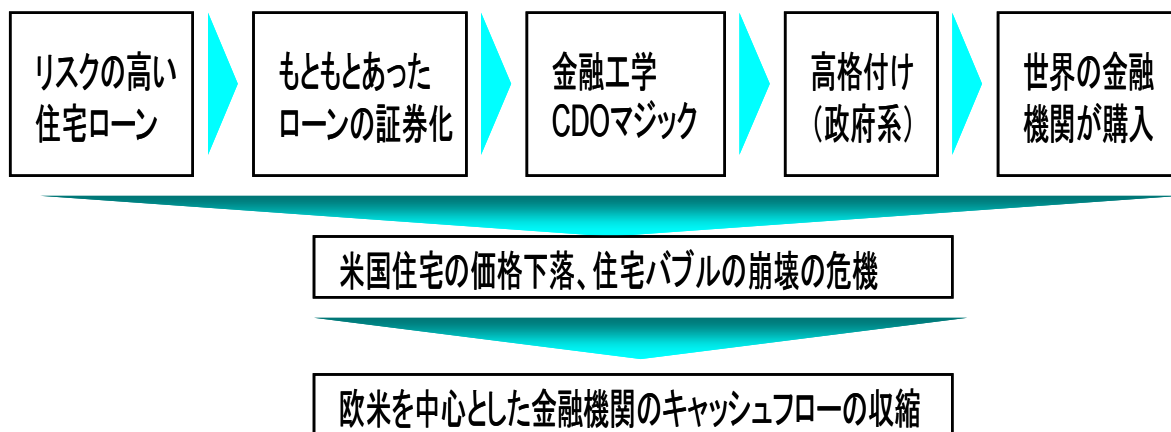 リスクの高い
住宅ローン
もともとあった
ローンの証券化
金融工学
CDOマジック
高格付け
（政府系）
世界の金融
機関が購入
米国住宅の価格下落、住宅バブルの崩壊の危機
欧米を中心とした金融機関のキャッシュフローの収縮